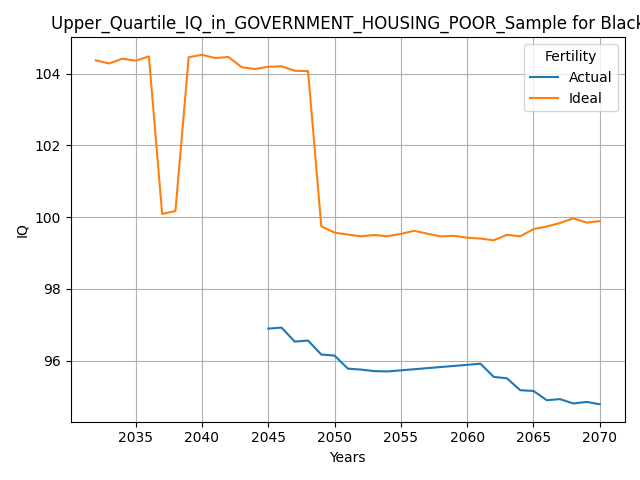 Upper_Quartile_IQ_in_GOVERNMENT_HOUSING_POOR_Sample for Black
Fertility
Actual
Ideal
104
102
100
98
96
IQ
2035 2040 2045 2050 2055 2060 2065 2070
Years